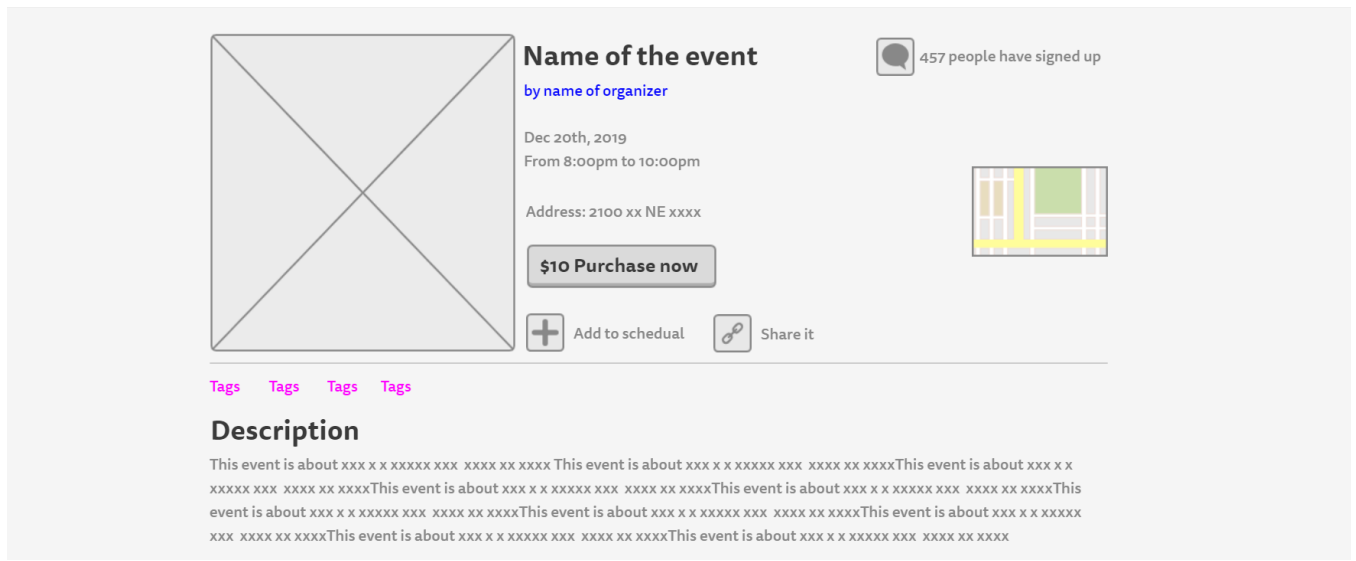 Name of the event
457 people have signed up
by name of organizer
Dec 20th, 2019
From 8:00pm to 10:00pm
Address: 2100 xx NE xxxx
$10 Purchase now
Add to schedual
Share it
Tags Tags Tags Tags
Description
This event is about xxx x x xxxxx xxx xxxx xx xxxx This event is about xxx x x xxxxx xxx xxxx xx xxxxThis event is about xxx x x
xxxxx xxx xxxx xx xxxxThis event is about xxx x x xxxxx xxx xxxx xx xxxxThis event is about xxx x x xxxxx xxx xxxx xx xxxxThis
event is about xxx x x xxxxx xxx xxxx xx xxxxThis event is about xxx x x xxxxx xxx xxxx xx xxxxThis event is about xxx x x xxxxx
xxx xxxx xx xxxxThis event is about xxx x x xxxxx xxx xxxx xx xxxxThis event is about xxx x x xxxxx xxx xxxx xx xxxx